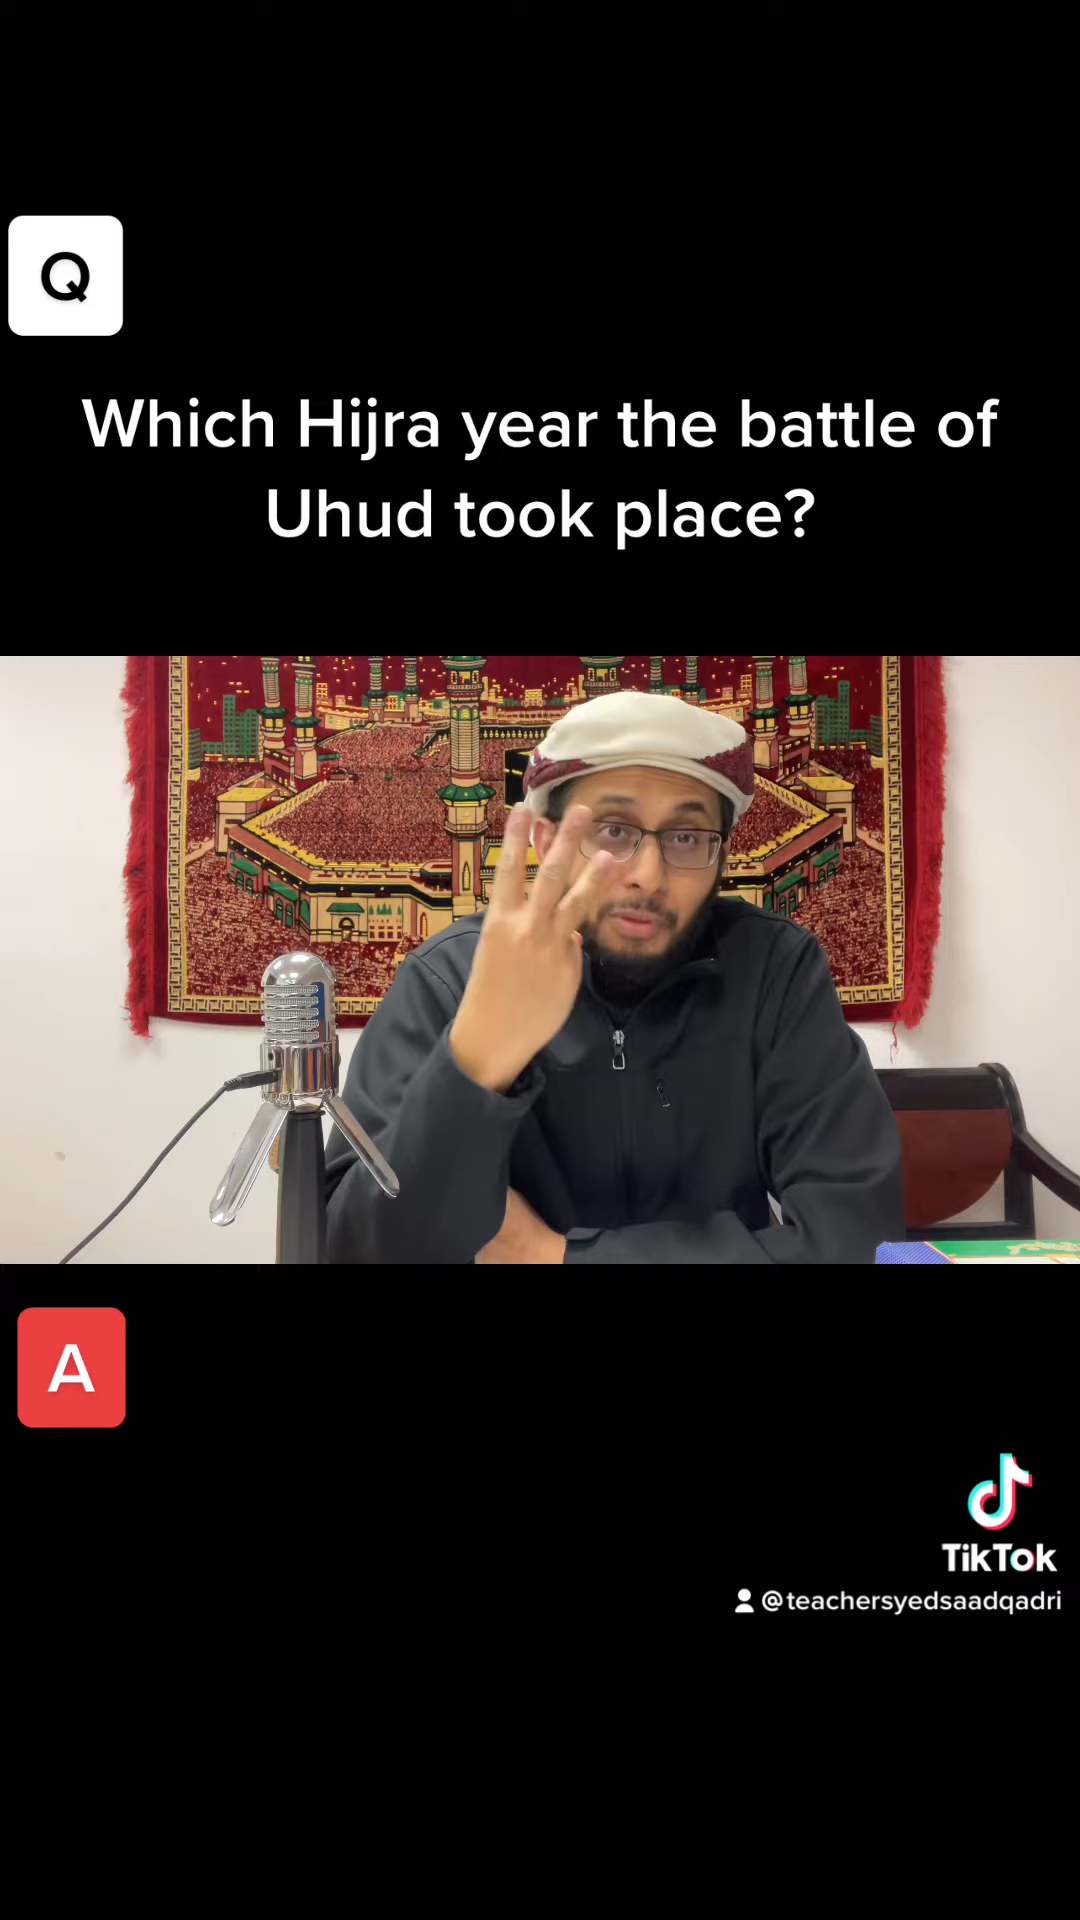 Q
Which Hijra year the battle of
Uhud took place?
A
TikTok
@teachersyedsaadqadri